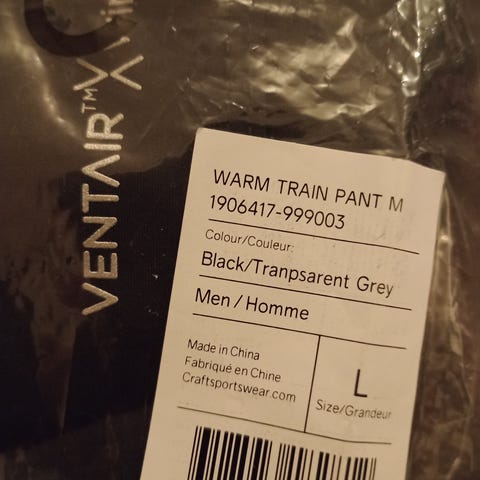 VENTAIR™ X
WARM TRAIN PANT M
1906417-999003
Colour/Couleur:
Black/Tranpsarent Grey
Men / Homme
Made in China
Fabriqué en Chine
Craftsportswear.com
L
Size/Grandeur